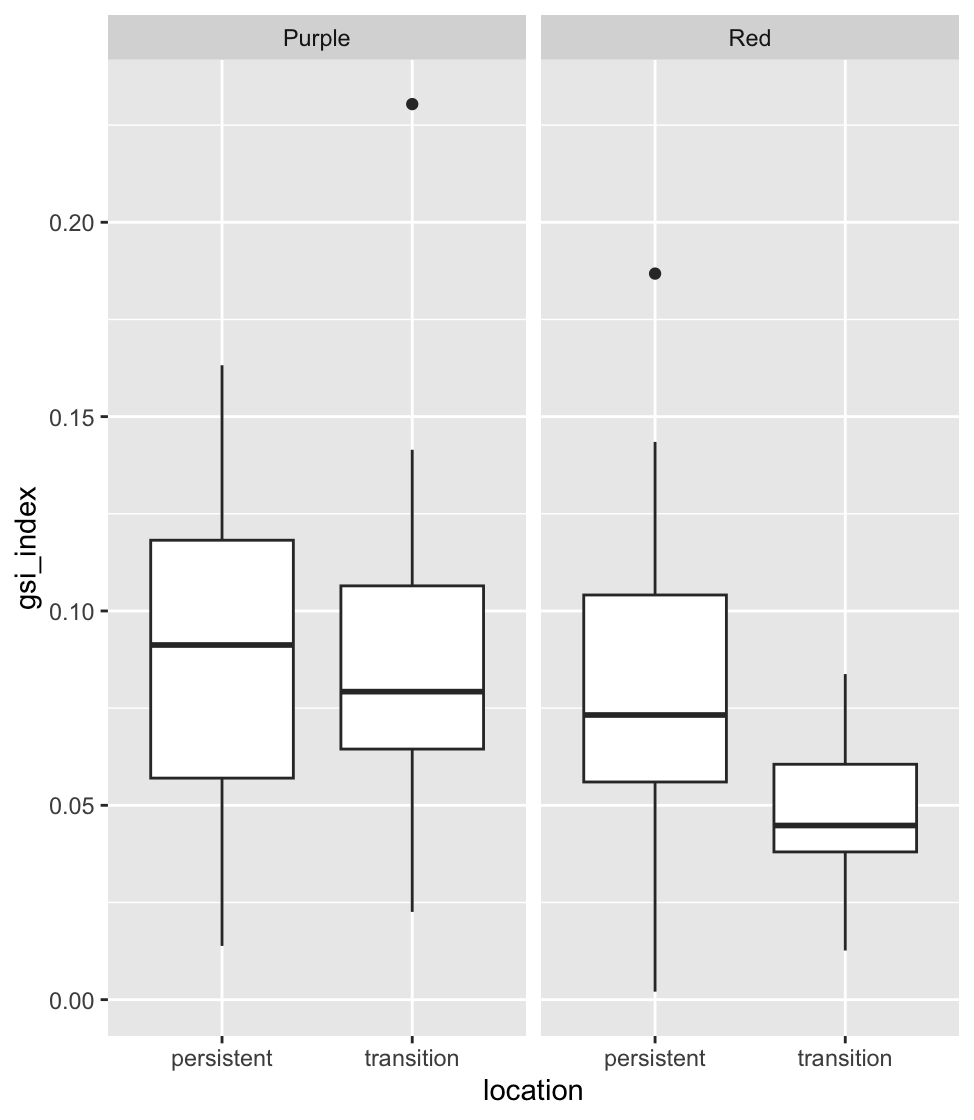 Purple Red
0.20
0.15
0.10
0.05
0.00
gsi_index
persistent transition persistent transition
location